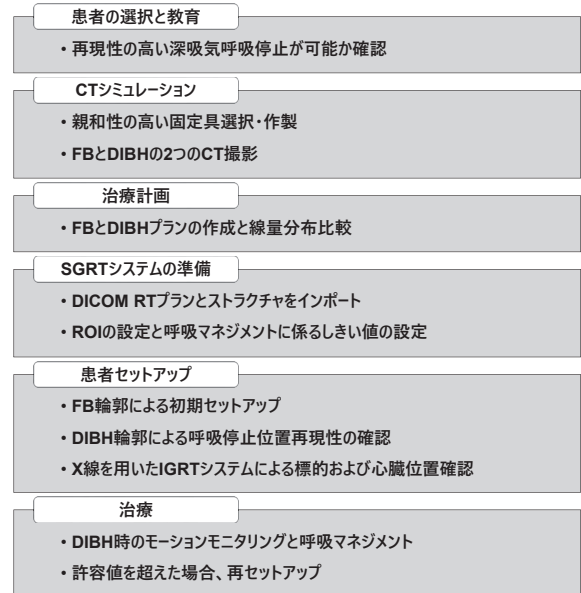 患者の選択と教育
・再現性の高い深吸気呼吸停止が可能か確認
CTシミュレーション
・親和性の高い固定具選択・作製
・FBとDIBHの2つのCT撮影
治療計画
・FBとDIBHプランの作成と線量分布比較
SGRTシステムの準備
・DICOM RTプランとストラクチャをインポート
・ROIの設定と呼吸マネジメントに係るしきい値の設定
患者セットアップ
・FB輪郭による初期セットアップ
・DIBH輪郭による呼吸停止位置再現性の確認
・X線を用いたIGRTシステムによる標的および心臓位置確認
治療
・DIBH時のモーションモニタリングと呼吸マネジメント
・許容値を超えた場合、再セットアップ